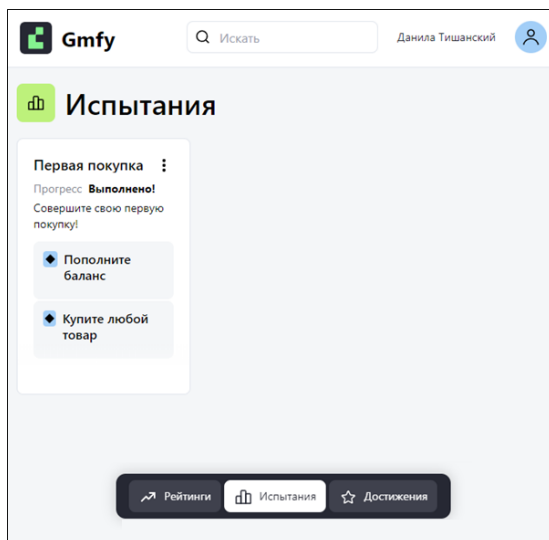 Gmfy
Искать
Данила Тишанский
Испытания
Первая покупка
Прогресс Выполнено!
Совершите свою первую
покупку!
Пополните
баланс
Купите любой
товар
Рейтинги
Испытания
Достижения